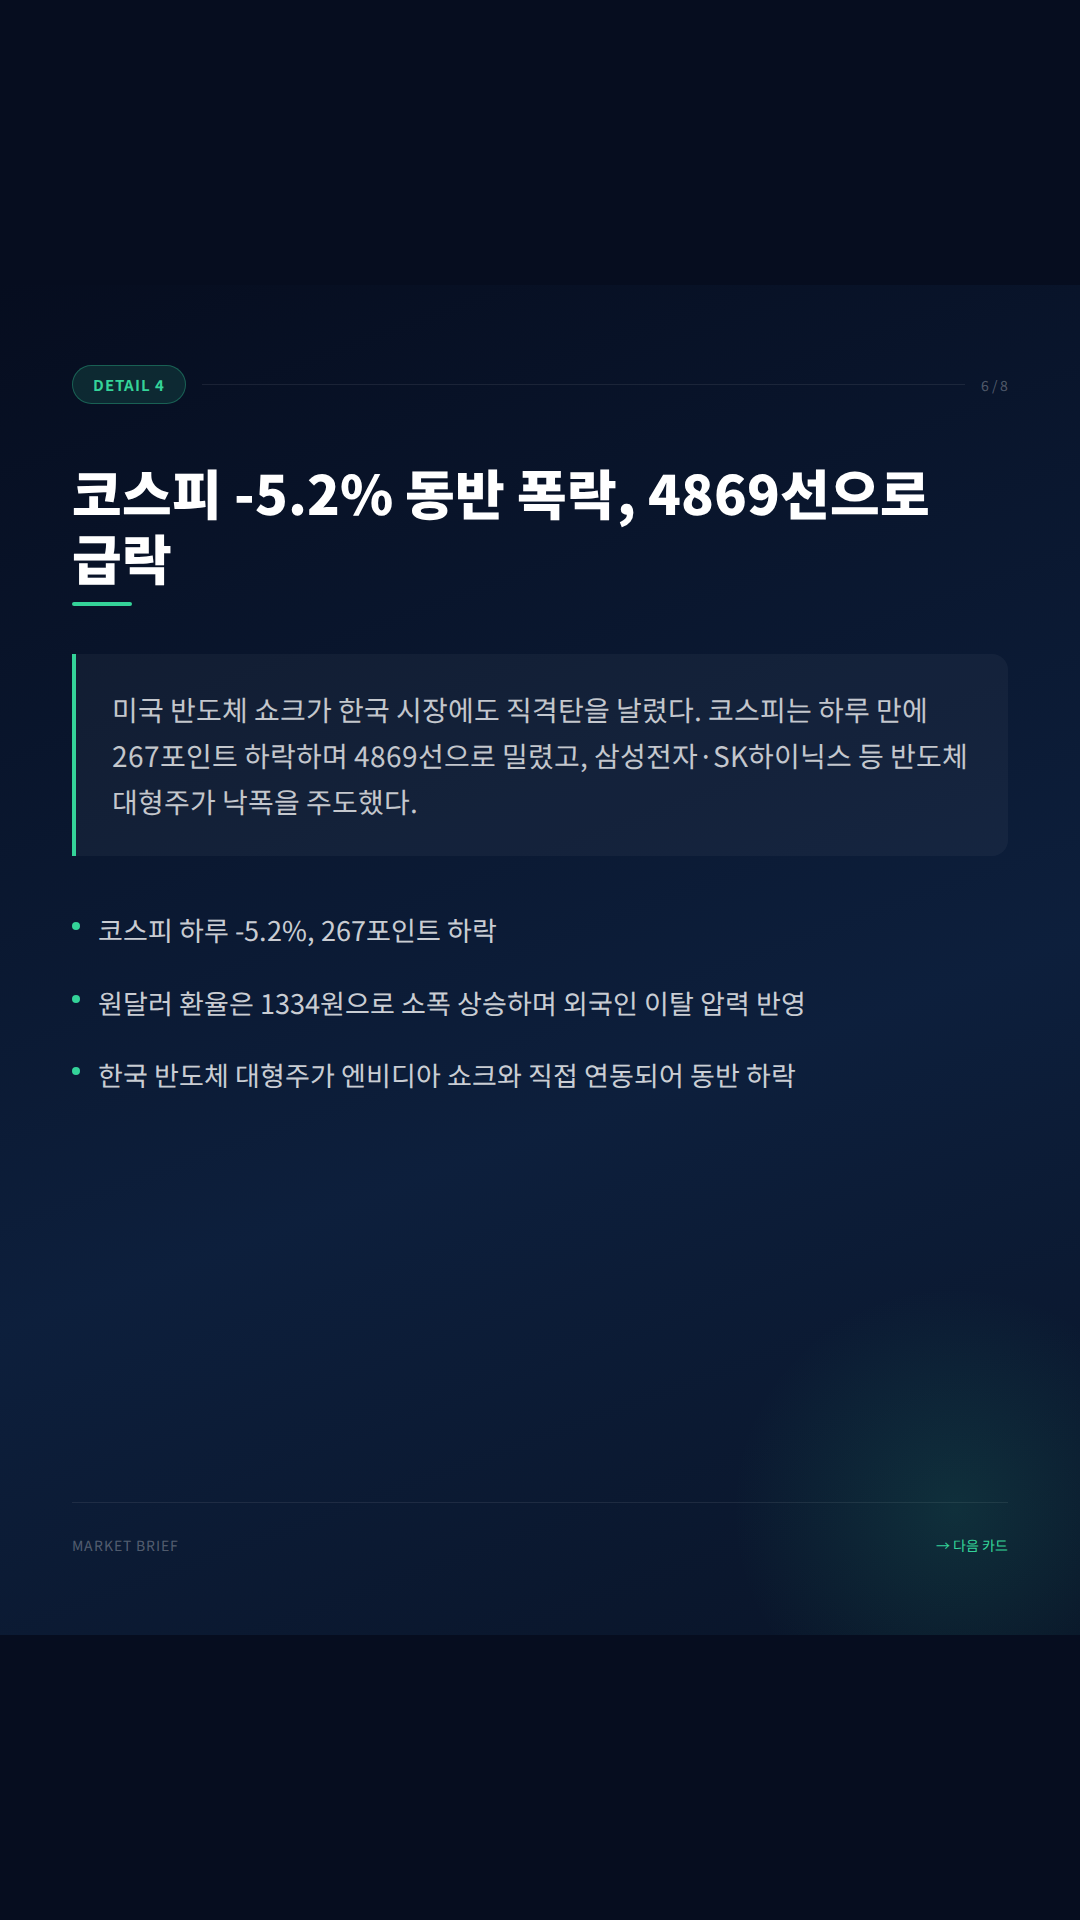 DETAIL 4
6 / 8
코스피 -5.2% 동반 폭락, 4869선으로
급락
미국 반도체 쇼크가 한국 시장에도 직격탄을 날렸다. 코스피는 하루 만에
267포인트 하락하며 4869선으로 밀렸고, 삼성전자·SK하이닉스 등 반도체
대형주가 낙폭을 주도했다.
• 코스피 하루 -5.2%, 267포인트 하락
• 원달러 환율은 1334원으로 소폭 상승하며 외국인 이탈 압력 반영
• 한국 반도체 대형주가 엔비디아 쇼크와 직접 연동되어 동반 하락
MARKET BRIEF
→ 다음 카드